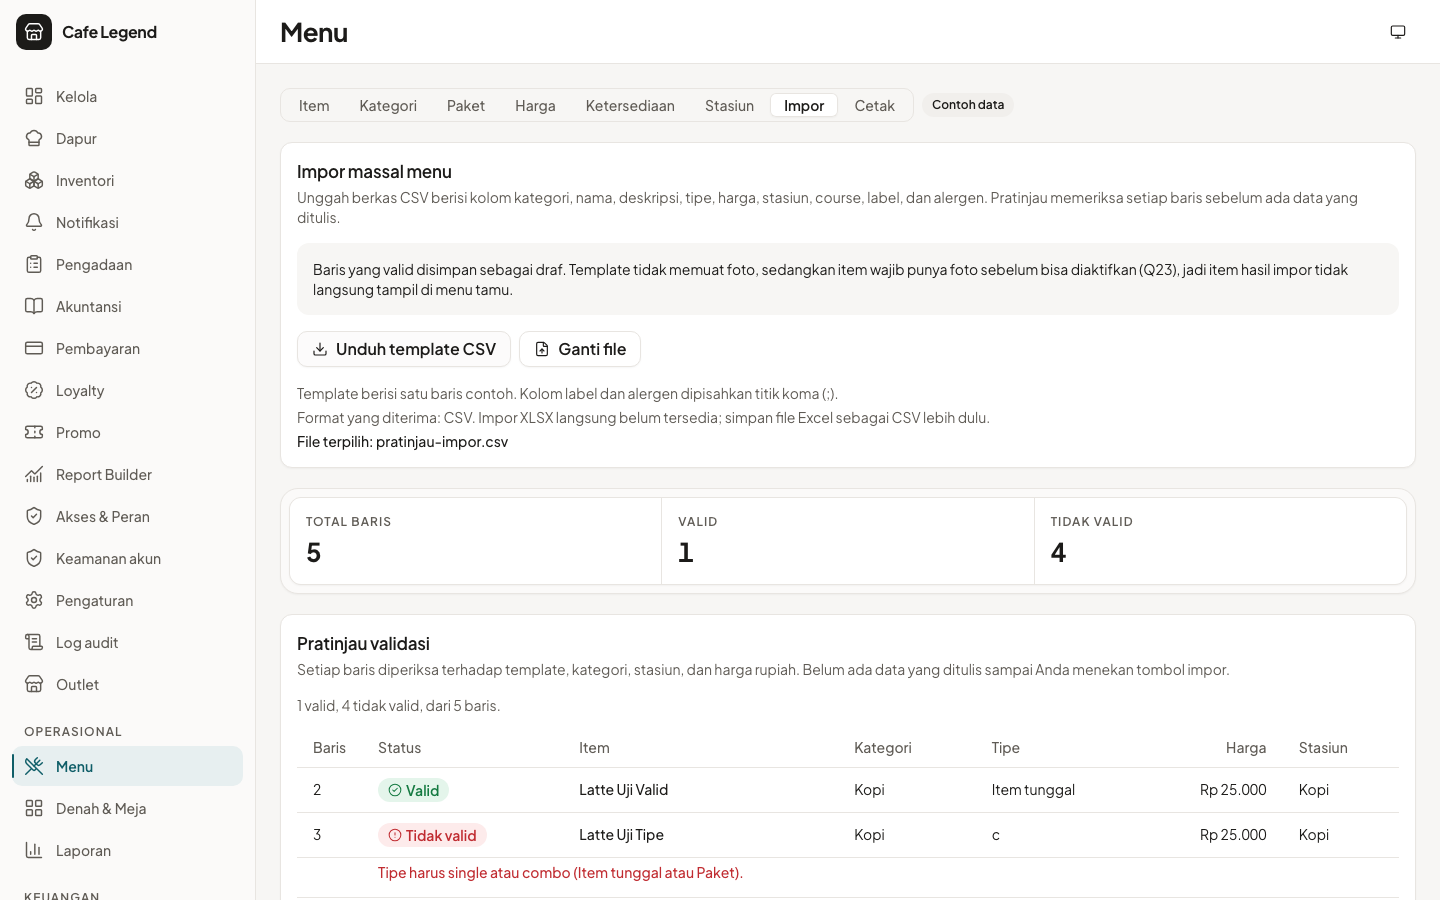 Cafe Legend
Menu
Kelola
Dapur
Inventori
Notifikasi
Pengadaan
Akuntansi
Pembayaran
Loyalty
Promo
Report Builder
Akses & Peran
Keamanan akun
Pengaturan
Log audit
Outlet
OPERASIONAL
Menu
Denah & Meja
Laporan
KEUANGAN
Item Kategori Paket Harga Ketersediaan Stasiun Impor Cetak Contoh data
Impor massal menu
Unggah berkas CSV berisi kolom kategori, nama, deskripsi, tipe, harga, stasiun, course, label, dan alergen. Pratinjau memeriksa setiap baris sebelum ada data yang
ditulis.
Baris yang valid disimpan sebagai draf. Template tidak memuat foto, sedangkan item wajib punya foto sebelum bisa diaktifkan (Q23), jadi item hasil impor tidak
langsung tampil di menu tamu.
Unduh template CSV Ganti file
Template berisi satu baris contoh. Kolom label dan alergen dipisahkan titik koma (;).
Format yang diterima: CSV. Impor XLSX langsung belum tersedia; simpan file Excel sebagai CSV lebih dulu.
File terpilih: pratinjau-impor.csv
TOTAL BARIS VALID TIDAK VALID
5 1 4
Pratinjau validasi
Setiap baris diperiksa terhadap template, kategori, stasiun, dan harga rupiah. Belum ada data yang ditulis sampai Anda menekan tombol impor.
1 valid, 4 tidak valid, dari 5 baris.
Baris Status Item Kategori Tipe Harga Stasiun
2 Valid Latte Uji Valid Kopi Item tunggal Rp 25.000 Kopi
3 Tidak valid Latte Uji Tipe Kopi c Rp 25.000 Kopi
Tipe harus single atau combo (Item tunggal atau Paket).